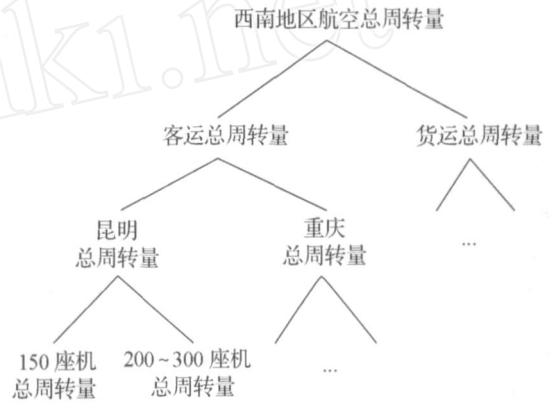 西南地区航空总周转量
客运总周转量
货运总周转量
昆明
总周转量
重庆
总周转量
...
150座机
总周转量
200~300座机
总周转量
...